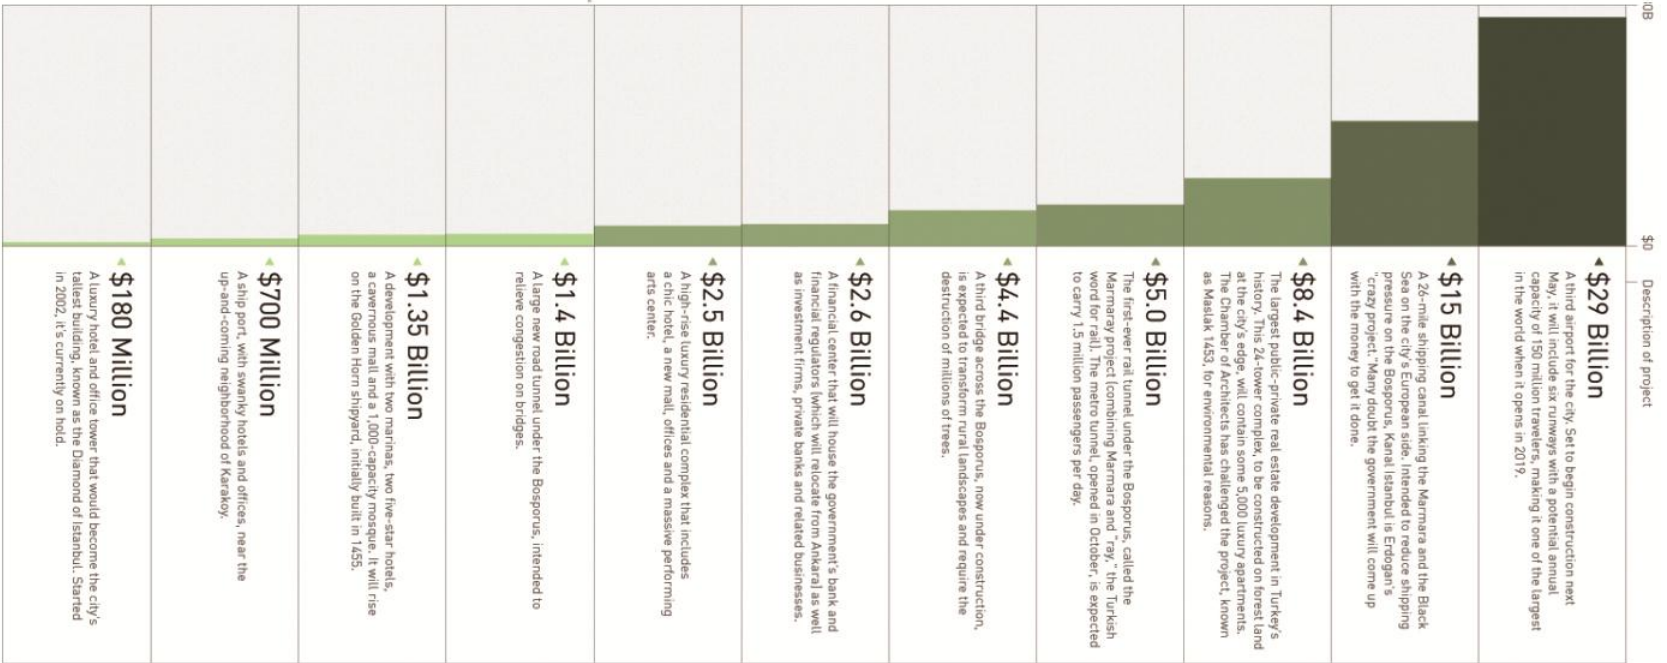 0B
$0
Description of project
$29 Billion
A third airport for the city. Set to begin construction next
May, it will include six runways with a potential annual
capacity of 150 million travelers, making it one of the largest
in the world when it opens in 2019.
$15 Billion
A 26-mile shipping canal linking the Marmara and the Black
Sea on the city's European side. Intended to reduce shipping
pressure on the Bosporus, Kanal Istanbul is Erdogan's
"crazy project." Many doubt the government will come up
with the money to get it done.
$8.4 Billion
The largest public-private real estate development in Turkey's
history. This 24-tower complex, to be constructed on forest land
at the city's edge, will contain some 5,000 luxury apartments.
The Chamber of Architects has challenged the project, known
as Maslak 1453, for environmental reasons.
$5.0 Billion
The first-ever rail tunnel under the Bosporus, called the
Marmaray project (combining Marmara and "ray," the Turkish
word for rail). The metro tunnel, opened in October, is expected
to carry 1.5 million passengers per day.
$4.4 Billion
A third bridge across the Bosporus, now under construction,
is expected to transform rural landscapes and require the
destruction of millions of trees.
$2.6 Billion
A financial center that will house the government's bank and
financial regulators (which will relocate from Ankara) as well
as investment firms, private banks and related businesses.
$2.5 Billion
A high-rise luxury residential complex that includes
a chic hotel, a new mall, offices and a massive performing
arts center.
$1.4 Billion
A large new road tunnel under the Bosporus, intended to
relieve congestion on bridges.
$1.35 Billion
A development with two marinas, two five-star hotels,
a cavernous mall and a 1,000-capacity mosque. It will rise
on the Golden Horn shipyard, initially built in 1455.
$700 Million
A ship port, with swanky hotels and offices, near the
up-and-coming neighborhood of Karakoy.
$180 Million
A luxury hotel and office tower that would become the city's
tallest building, known as the Diamond of Istanbul. Started
in 2002, it's currently on hold.